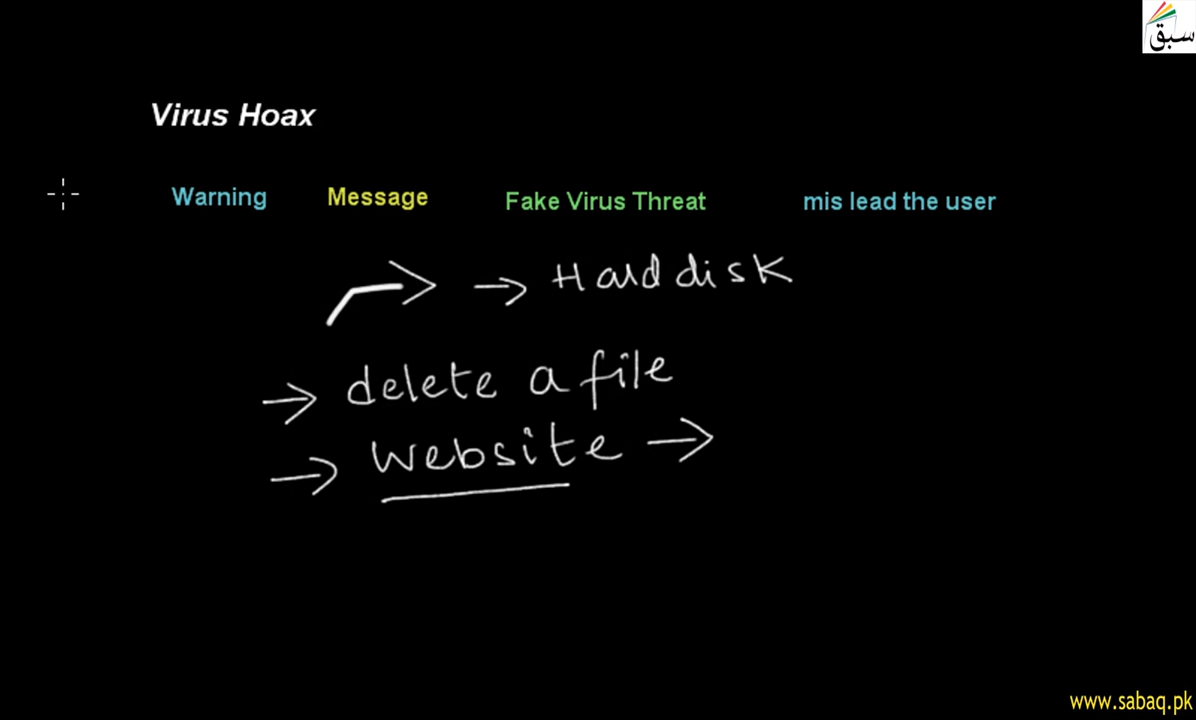 سبق
Virus Hoax
Warning Message Fake Virus Threat mis lead the user
→ Hard disk
→ delete a file
→ website →
www.sabaq.pk